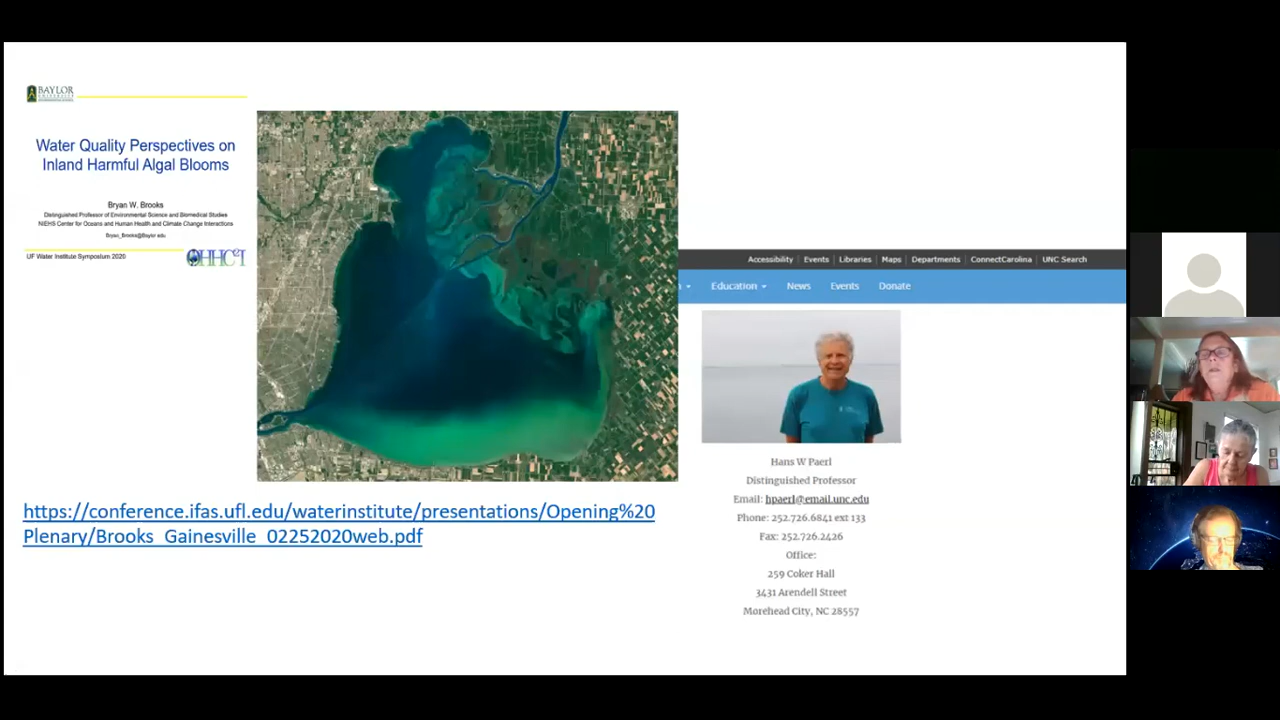 BAYLOR
UNIVERSITY
Water Quality Perspectives on
Inland Harmful Algal Blooms
Bryan W. Brooks
Distinguished Professor of Environmental Science and Biomedical Studies
NIEHS Center for Oceans and Human Health and Climate Change Interactions
Bryan_Brooks@Baylor.edu
UF Water Institute Symposium 2020
https://conference.ifas.ufl.edu/waterinstitute/presentations/Opening%20
Plenary/Brooks_Gainesville_02252020web.pdf
Accessibility | Events | Libraries | Maps | Departments | ConnectCarolina | UNC Search
Education News Events Donate
Hans W Paerl
Distinguished Professor
Email: hpaerl@email.unc.edu
Phone: 252.726.6841 ext 133
Fax: 252.726.2426
Office:
259 Coker Hall
3431 Arendell Street
Morehead City, NC 28557